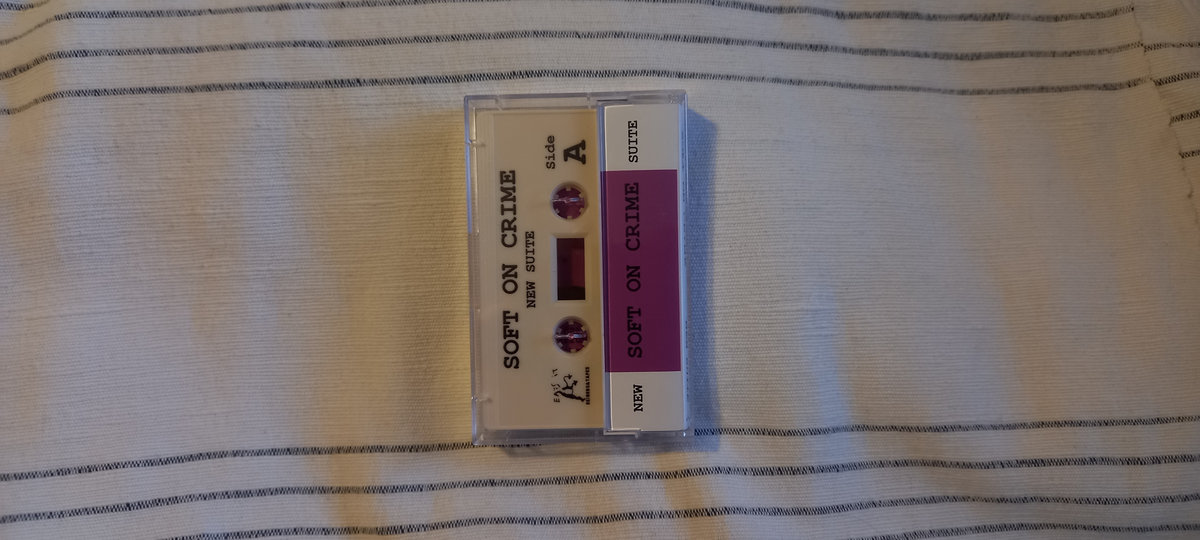 SOFT ON CRIME
NEW SUITE
Side
A
NEW
SOFT ON CRIME
SUITE